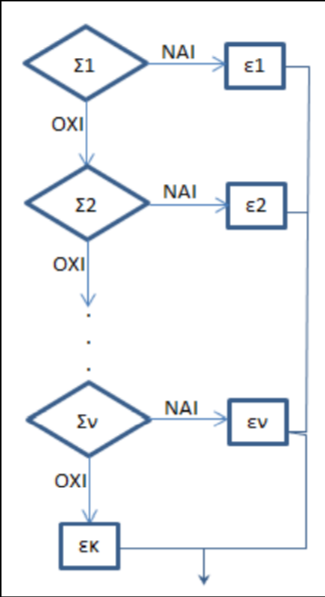 Σ1 ΝΑΙ ε1
ΟΧΙ
Σ2 ΝΑΙ ε2
ΟΧΙ
.
.
.
Σν ΝΑΙ εν
ΟΧΙ
εκ